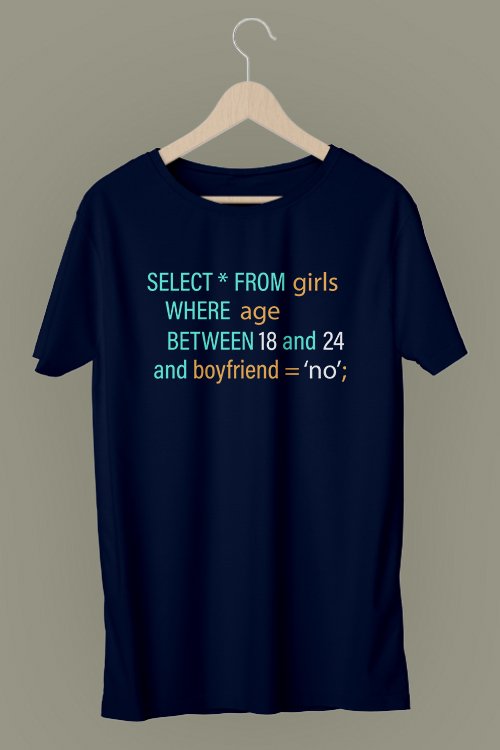 SELECT * FROM girls
WHERE age
BETWEEN 18 and 24
and boyfriend = ‘no’;